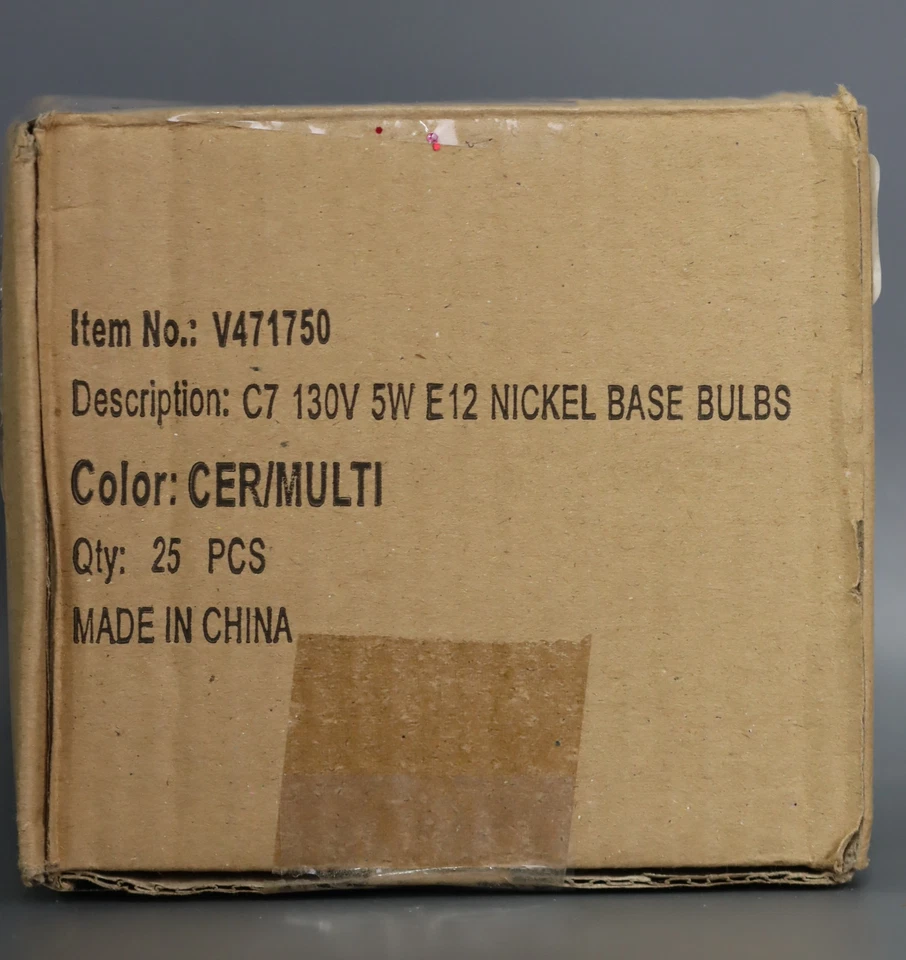 Item No.: V471750
Description: C7 130V 5W E12 NICKEL BASE BULBS
Color: CER/MULTI
Qty: 25 PCS
MADE IN CHINA